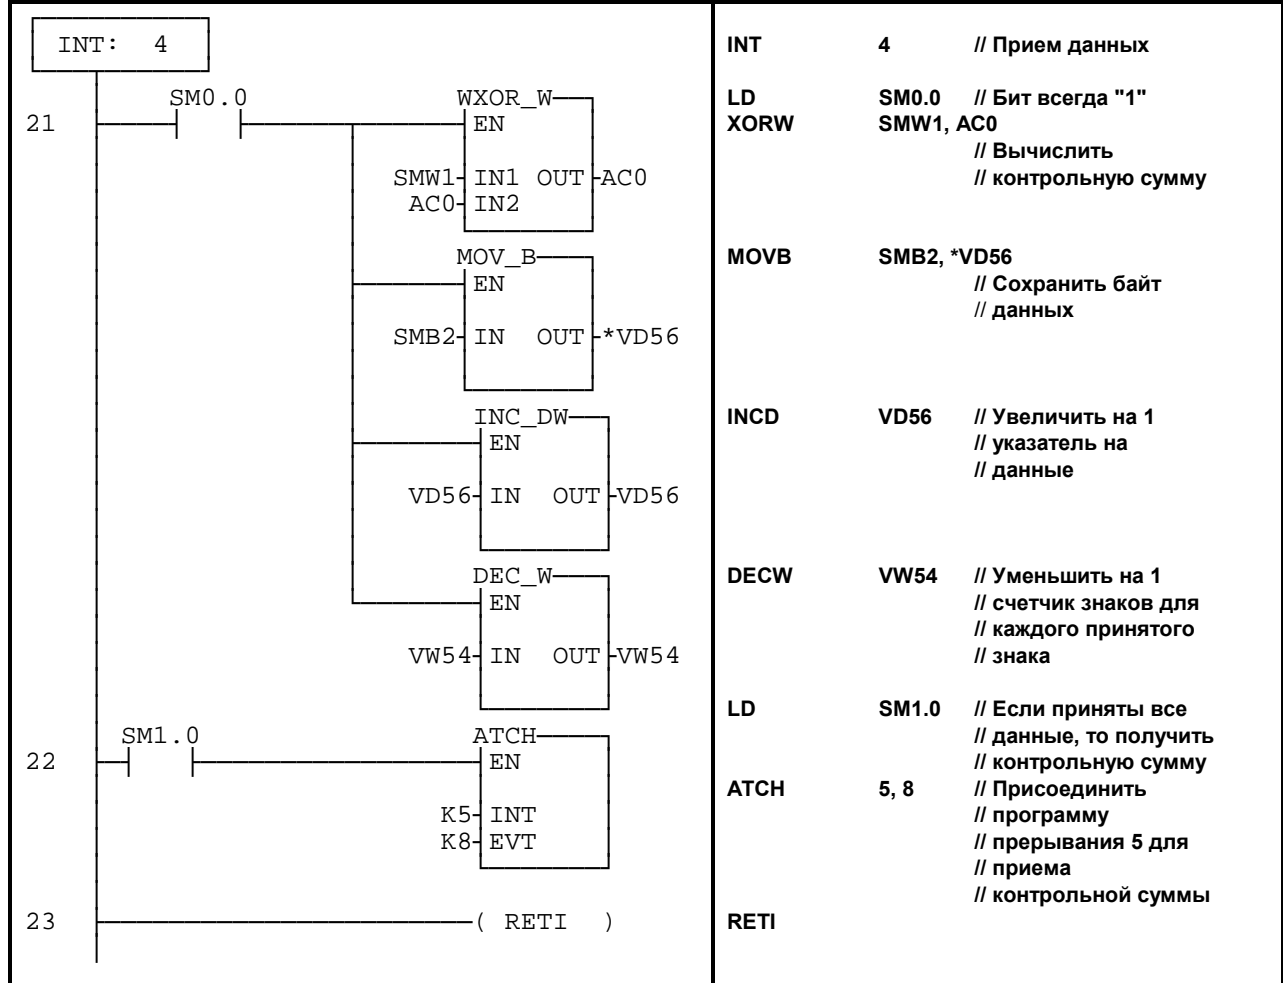 INT: 4
21
SM0.0
WXOR_W
EN
SMW1 IN1 OUT AC0
AC0 IN2
MOV_B
EN
SMB2 IN OUT *VD56
INC_DW
EN
VD56 IN OUT VD56
DEC_W
EN
VW54 IN OUT VW54
22
SM1.0
ATCH
EN
K5 INT
K8 EVT
23
( RETI )
INT 4 // Прием данных
LD SM0.0 // Бит всегда "1"
XORW SMW1, AC0
// Вычислить
// контрольную сумму
MOVB SMB2, *VD56
// Сохранить байт
// данных
INCD VD56 // Увеличить на 1
// указатель на
// данные
DECW VW54 // Уменьшить на 1
// счетчик знаков для
// каждого принятого
// знака
LD SM1.0 // Если приняты все
// данные, то получить
// контрольную сумму
ATCH 5, 8 // Присоединить
// программу
// прерывания 5 для
// приема
// контрольной суммы
RETI